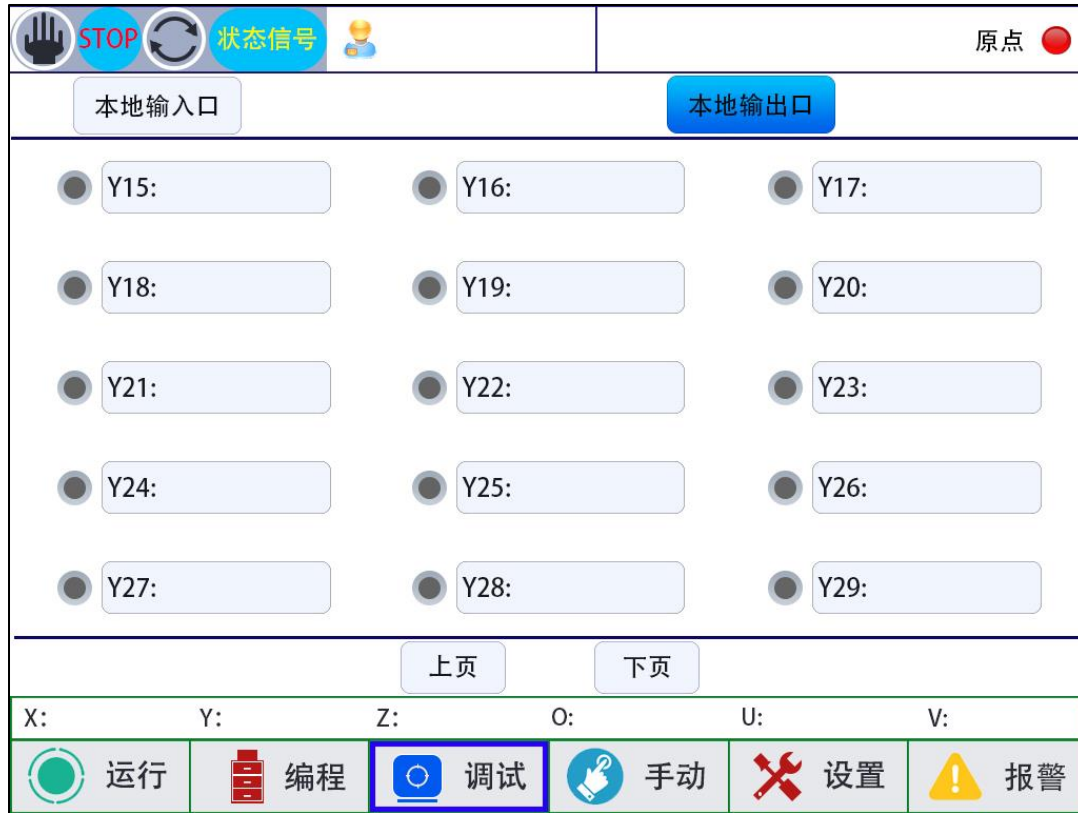 STOP 状态信号 原点
本地输入口 本地输出口
Y15: Y16: Y17:
Y18: Y19: Y20:
Y21: Y22: Y23:
Y24: Y25: Y26:
Y27: Y28: Y29:
上页 下页
X: Y: Z: O: U: V:
运行 编程 调试 手动 设置 报警